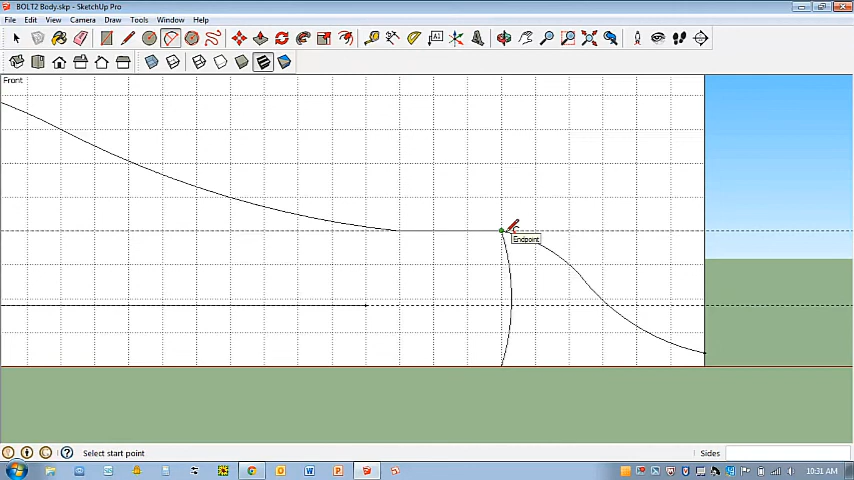 BOLT2 Body.skp - SketchUp Pro
File Edit View Camera Draw Tools Window Help
Front
Endpoint
Select start point
Sides
10:31 AM